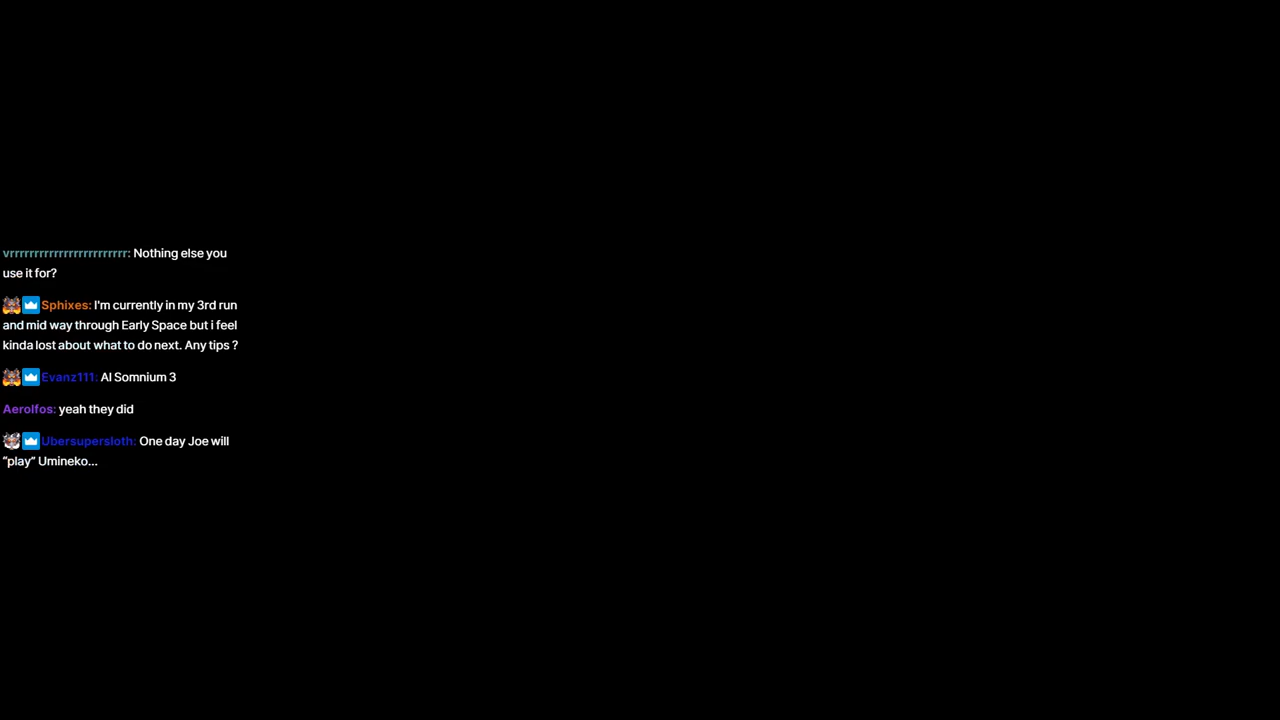 vrrrrrrrrrrrrrrrrrrrrrrrr: Nothing else you
use it for?
Sphixes: I'm currently in my 3rd run
and mid way through Early Space but i feel
kinda lost about what to do next. Any tips ?
Evanz111: AI Somnium 3
Aerolfos: yeah they did
Ubersupersloth: One day Joe will
“play” Umineko...